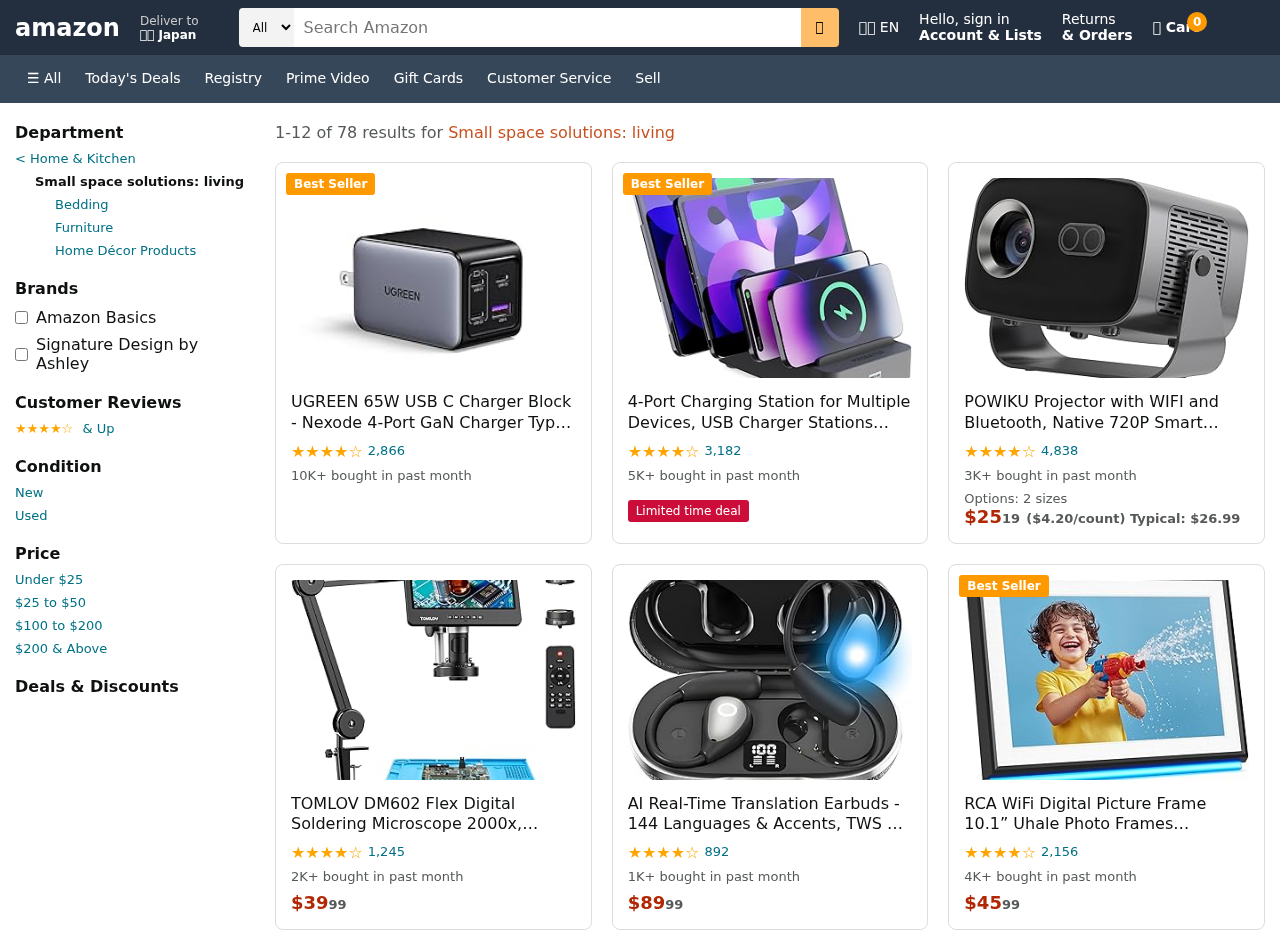 amazon
Deliver to
Japan
All
Search Amazon
EN
Hello, sign in
Account & Lists
Returns
& Orders
0
☰ All
Today's Deals
Registry
Prime Video
Gift Cards
Customer Service
Sell
Department
< Home & Kitchen
Small space solutions: living
Bedding
Furniture
Home Décor Products
Brands
Amazon Basics
Signature Design by
Ashley
Customer Reviews
★★★★☆ & Up
Condition
New
Used
Price
Under $25
$25 to $50
$100 to $200
$200 & Above
Deals & Discounts
1-12 of 78 results for Small space solutions: living
Best Seller
UGREEN
UGREEN 65W USB C Charger Block
- Nexode 4-Port GaN Charger Typ…
★★★★☆ 2,866
10K+ bought in past month
Best Seller
4-Port Charging Station for Multiple
Devices, USB Charger Stations…
★★★★☆ 3,182
5K+ bought in past month
Limited time deal
POWIKU Projector with WIFI and
Bluetooth, Native 720P Smart…
★★★★☆ 4,838
3K+ bought in past month
Options: 2 sizes
$2519 ($4.20/count) Typical: $26.99
TOMLOV
TOMLOV DM602 Flex Digital
Soldering Microscope 2000x,…
★★★★☆ 1,245
2K+ bought in past month
$3999
L
R
AI Real-Time Translation Earbuds -
144 Languages & Accents, TWS …
★★★★☆ 892
1K+ bought in past month
$8999
Best Seller
RCA WiFi Digital Picture Frame
10.1” Uhale Photo Frames…
★★★★☆ 2,156
4K+ bought in past month
$4599